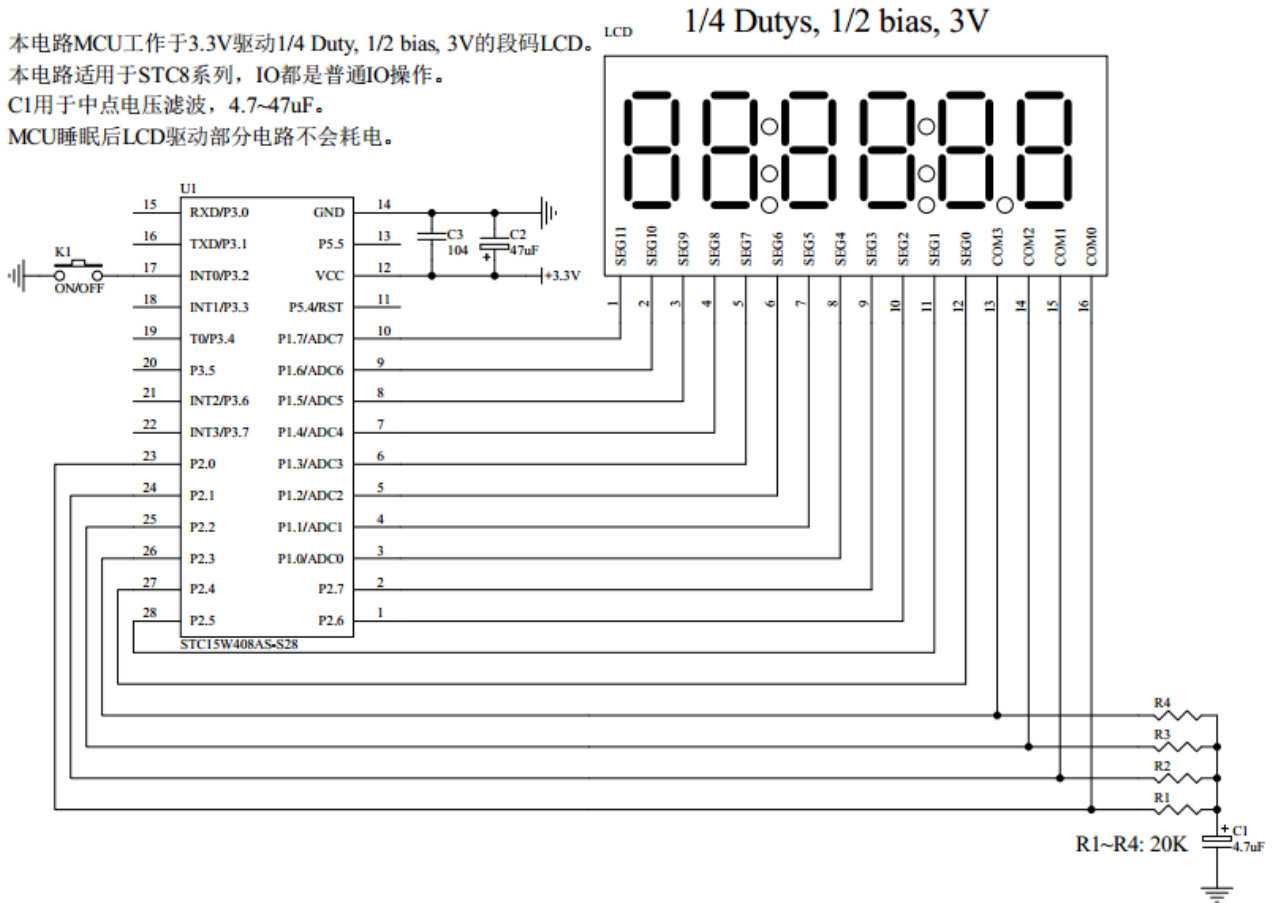 1/4 Dutys, 1/2 bias, 3V
本电路MCU工作于3.3V驱动1/4 Duty, 1/2 bias, 3V的段码LCD。
本电路适用于STC8系列，IO都是普通IO操作。
C1用于中点电压滤波，4.7~47uF。
MCU睡眠后LCD驱动部分电路不会耗电。
LCD
SEG11 SEG10 SEG9 SEG8 SEG7 SEG6 SEG5 SEG4 SEG3 SEG2 SEG1 SEG0 COM3 COM2 COM1 COM0
1 2 3 4 5 6 7 8 9 10 11 12 13 14 15 16
U1
15 RXD/P3.0 GND 14
16 TXD/P3.1 P5.5 13
17 INT0/P3.2 VCC 12
18 INT1/P3.3 P5.4/RST 11
19 T0/P3.4 P1.7/ADC7 10
20 P3.5 P1.6/ADC6 9
21 INT2/P3.6 P1.5/ADC5 8
22 INT3/P3.7 P1.4/ADC4 7
23 P2.0 P1.3/ADC3 6
24 P2.1 P1.2/ADC2 5
25 P2.2 P1.1/ADC1 4
26 P2.3 P1.0/ADC0 3
27 P2.4 P2.7 2
28 P2.5 P2.6 1
STC15W408AS-S28
K1
ON/OFF
C3
104
C2
+
47uF
+3.3V
R4
R3
R2
R1
R1~R4: 20K
+
C1
4.7uF